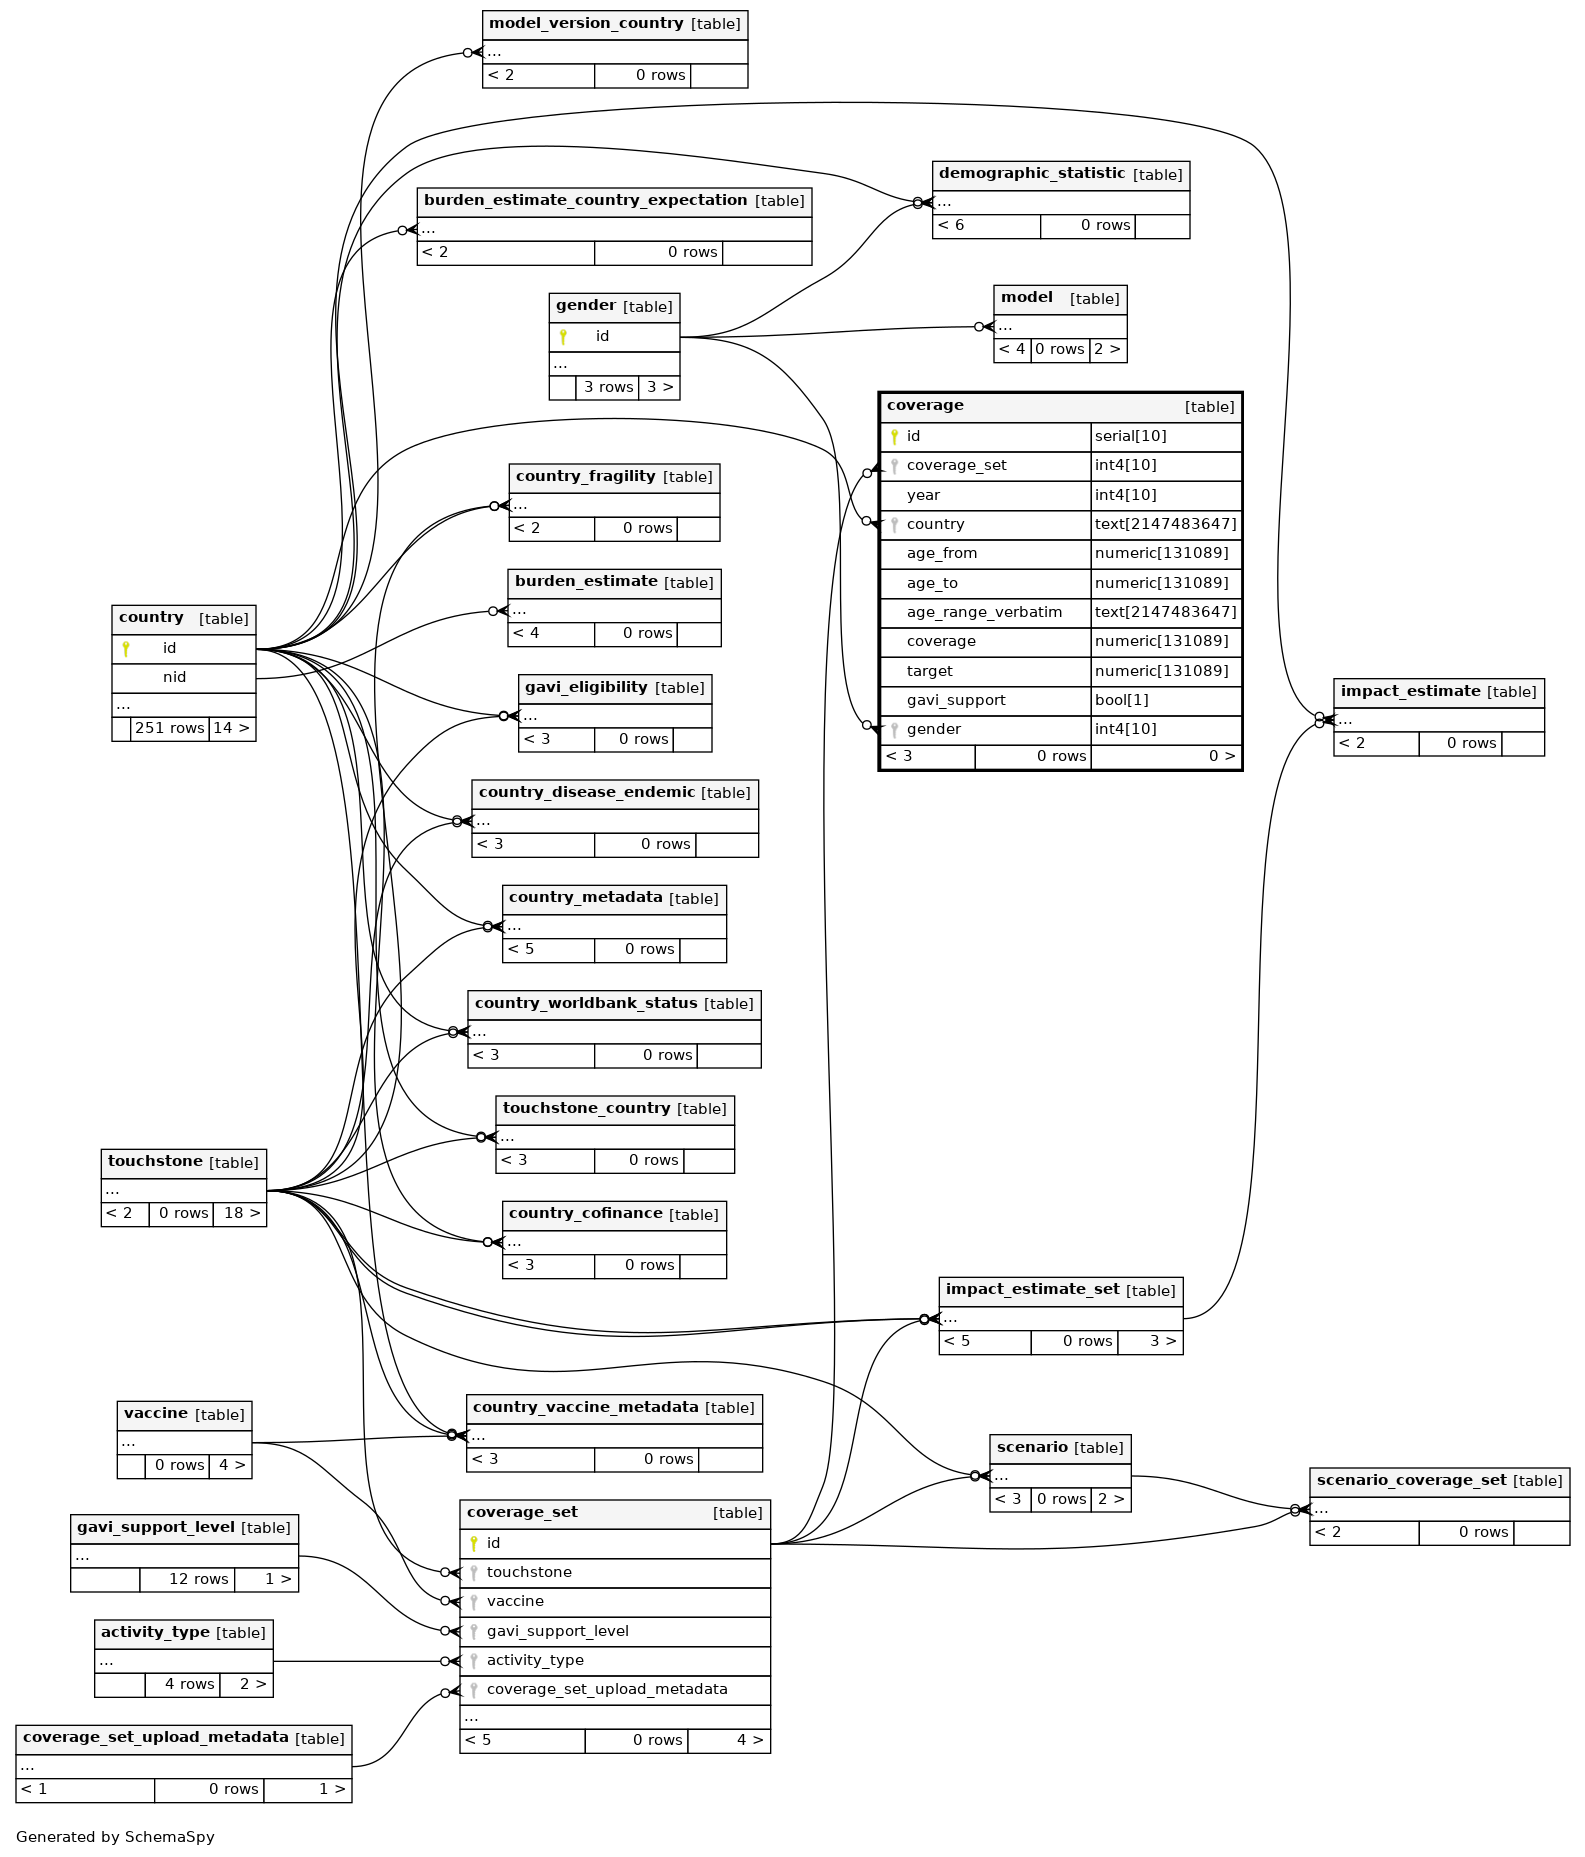 model_version_country [table]
...
< 2 0 rows
demographic_statistic [table]
...
< 6 0 rows
burden_estimate_country_expectation [table]
...
< 2 0 rows
gender [table]
id
...
3 rows 3 >
model [table]
...
< 4 0 rows 2 >
coverage [table]
id serial[10]
coverage_set int4[10]
year int4[10]
country text[2147483647]
age_from numeric[131089]
age_to numeric[131089]
age_range_verbatim text[2147483647]
coverage numeric[131089]
target numeric[131089]
gavi_support bool[1]
gender int4[10]
< 3 0 rows 0 >
country_fragility [table]
...
< 2 0 rows
burden_estimate [table]
...
< 4 0 rows
country [table]
id
nid
...
251 rows 14 >
gavi_eligibility [table]
...
< 3 0 rows
impact_estimate [table]
...
< 2 0 rows
country_disease_endemic [table]
...
< 3 0 rows
country_metadata [table]
...
< 5 0 rows
country_worldbank_status [table]
...
< 3 0 rows
touchstone_country [table]
...
< 3 0 rows
touchstone [table]
...
< 2 0 rows 18 >
country_cofinance [table]
...
< 3 0 rows
impact_estimate_set [table]
...
< 5 0 rows 3 >
country_vaccine_metadata [table]
...
< 3 0 rows
vaccine [table]
...
0 rows 4 >
scenario [table]
...
< 3 0 rows 2 >
scenario_coverage_set [table]
...
< 2 0 rows
coverage_set [table]
id
touchstone
vaccine
gavi_support_level
activity_type
coverage_set_upload_metadata
...
< 5 0 rows 4 >
gavi_support_level [table]
...
12 rows 1 >
activity_type [table]
...
4 rows 2 >
coverage_set_upload_metadata [table]
...
< 1 0 rows 1 >
Generated by SchemaSpy